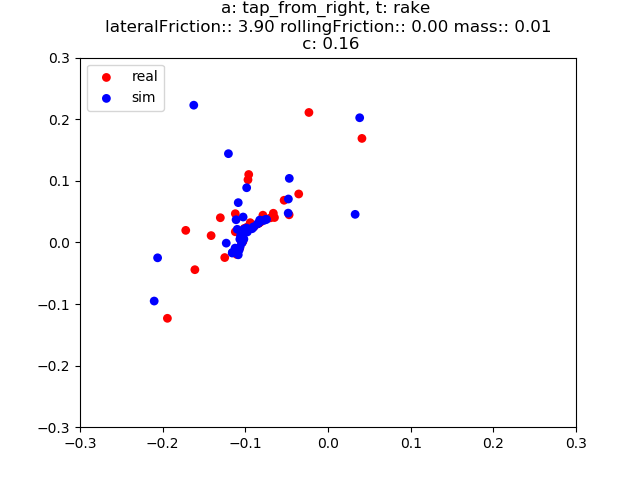 a: tap_from_right, t: rake
lateralFriction:: 3.90 rollingFriction:: 0.00 mass:: 0.01
c: 0.16
0.3
real
sim
0.2
0.1
0.0
−0.1
−0.2
−0.3
−0.3 −0.2 −0.1 0.0 0.1 0.2 0.3